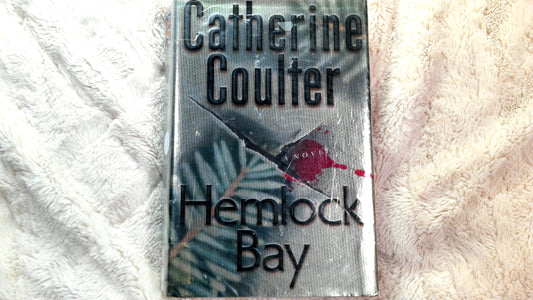 Catherine
Coulter
A NOVEL
Hemlock
Bay